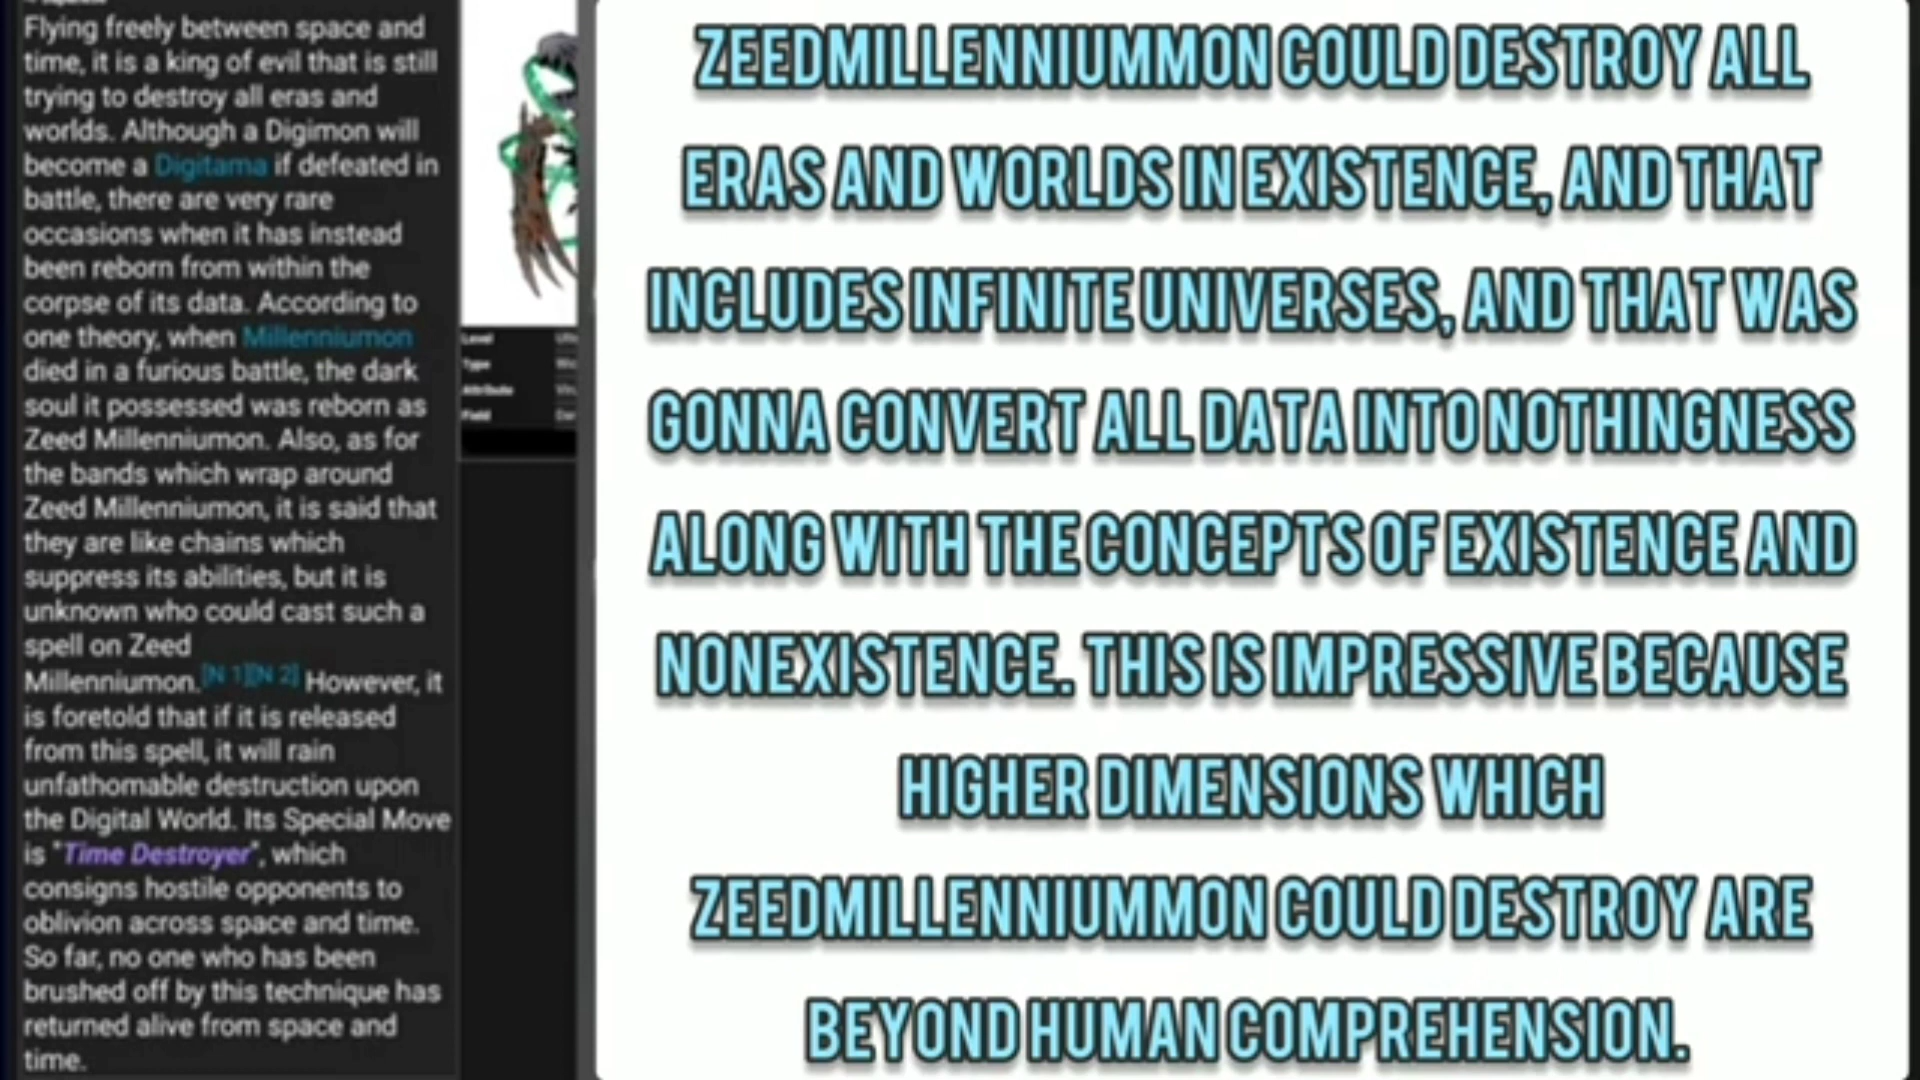 Flying freely between space and
time, it is a king of evil that is still
trying to destroy all eras and
worlds. Although a Digimon will
become a Digitama if defeated in
battle, there are very rare
occasions when it has instead
been reborn from within the
corpse of its data. According to
one theory, when Millenniumon
died in a furious battle, the dark
soul it possessed was reborn as
Zeed Millenniumon. Also, as for
the bands which wrap around
Zeed Millenniumon, it is said that
they are like chains which
suppress its abilities, but it is
unknown who could cast such a
spell on Zeed
Millenniumon.[N 1][N 2] However, it
is foretold that if it is released
from this spell, it will rain
unfathomable destruction upon
the Digital World. Its Special Move
is "Time Destroyer", which
consigns hostile opponents to
oblivion across space and time.
So far, no one who has been
brushed off by this technique has
returned alive from space and
time.
Level
Type
Attribute
Field
ZEEDMILLENNIUMMON COULD DESTROY ALL
ERAS AND WORLDS IN EXISTENCE, AND THAT
INCLUDES INFINITE UNIVERSES, AND THAT WAS
GONNA CONVERT ALL DATA INTO NOTHINGNESS
ALONG WITH THE CONCEPTS OF EXISTENCE AND
NONEXISTENCE. THIS IS IMPRESSIVE BECAUSE
HIGHER DIMENSIONS WHICH
ZEEDMILLENNIUMMON COULD DESTROY ARE
BEYOND HUMAN COMPREHENSION.